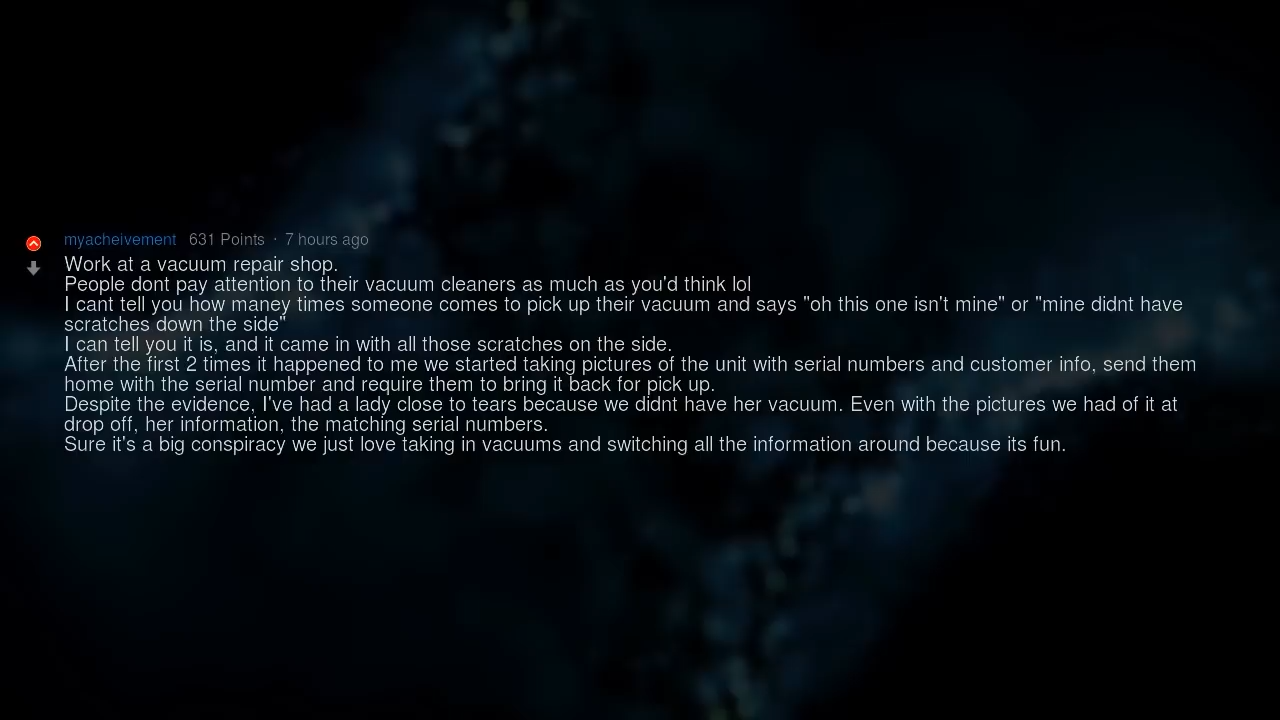 myacheivement 631 Points · 7 hours ago
Work at a vacuum repair shop.
People dont pay attention to their vacuum cleaners as much as you'd think lol
I cant tell you how maney times someone comes to pick up their vacuum and says "oh this one isn't mine" or "mine didnt have
scratches down the side"
I can tell you it is, and it came in with all those scratches on the side.
After the first 2 times it happened to me we started taking pictures of the unit with serial numbers and customer info, send them
home with the serial number and require them to bring it back for pick up.
Despite the evidence, I've had a lady close to tears because we didnt have her vacuum. Even with the pictures we had of it at
drop off, her information, the matching serial numbers.
Sure it's a big conspiracy we just love taking in vacuums and switching all the information around because its fun.